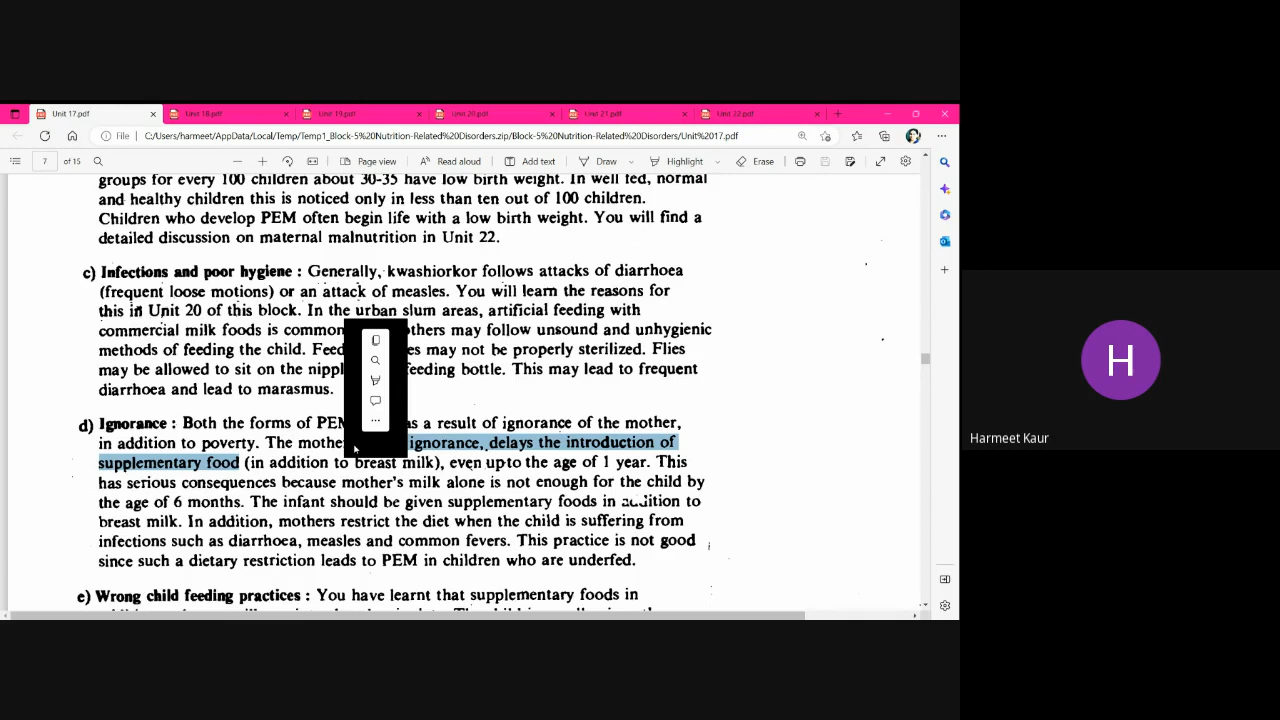 Unit 17.pdf
Unit 18.pdf
Unit 19.pdf
Unit 20.pdf
Unit 21.pdf
Unit 22.pdf
File
C:/Users/harmeet/AppData/Local/Temp/Temp1_Block-5%20Nutrition-Related%20Disorders.zip/Block-5%20Nutrition-Related%20Disorders/Unit%2017.pdf
7 of 15
Page view
Read aloud
Add text
Draw
Highlight
Erase
groups for every 100 children about 30-35 have low birth weight. In well fed, normal
and healthy children this is noticed only in less than ten out of 100 children.
Children who develop PEM often begin life with a low birth weight. You will find a
detailed discussion on maternal malnutrition in Unit 22.
c) Infections and poor hygiene : Generally, kwashiorkor follows attacks of diarrhoea
(frequent loose motions) or an attack of measles. You will learn the reasons for
this in Unit 20 of this block. In the urban slum areas, artificial feeding with
commercial milk foods is common others may follow unsound and unhygienic
methods of feeding the child. Feed es may not be properly sterilized. Flies
may be allowed to sit on the nippl feeding bottle. This may lead to frequent
diarrhoea and lead to marasmus.
d) Ignorance : Both the forms of PEM as a result of ignorance of the mother,
in addition to poverty. The mothe ignorance, delays the introduction of
supplementary food (in addition to breast milk), even upto the age of 1 year. This
has serious consequences because mother's milk alone is not enough for the child by
the age of 6 months. The infant should be given supplementary foods in addition to
breast milk. In addition, mothers restrict the diet when the child is suffering from
infections such as diarrhoea, measles and common fevers. This practice is not good
since such a dietary restriction leads to PEM in children who are underfed.
e) Wrong child feeding practices : You have learnt that supplementary foods in
H
Harmeet Kaur